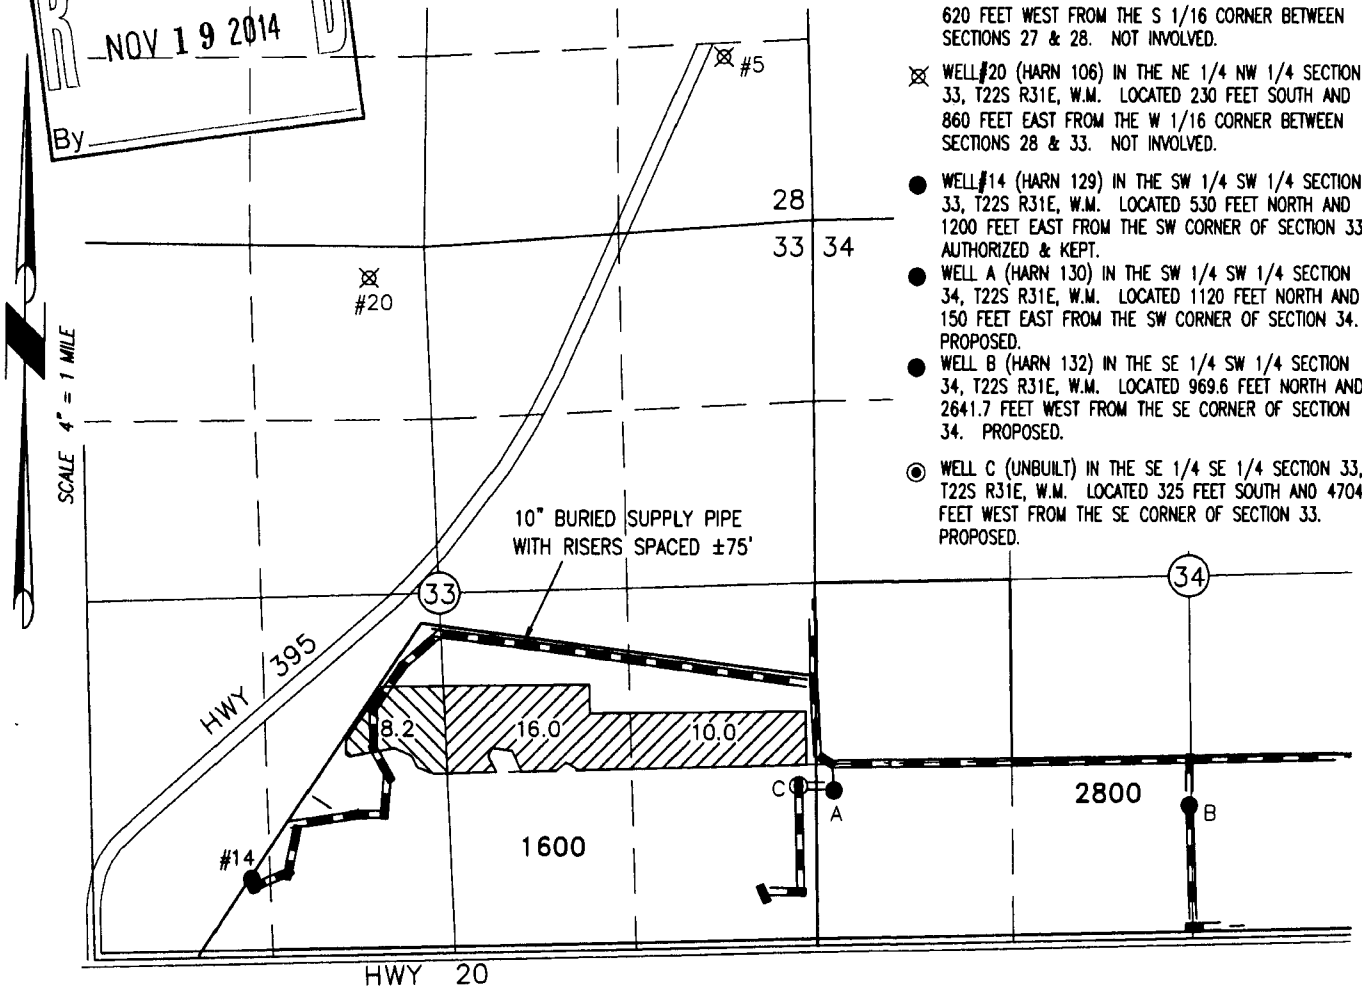 R D
NOV 19 2014
By
SCALE 4" = 1 MILE
#5
28
33 34
#20
10" BURIED SUPPLY PIPE
WITH RISERS SPACED ±75'
33
34
HWY 395
8.2
16.0
10.0
C
A
B
2800
1600
#14
HWY 20
620 FEET WEST FROM THE S 1/16 CORNER BETWEEN
SECTIONS 27 & 28. NOT INVOLVED.
WELL#20 (HARN 106) IN THE NE 1/4 NW 1/4 SECTION
33, T22S R31E, W.M. LOCATED 230 FEET SOUTH AND
860 FEET EAST FROM THE W 1/16 CORNER BETWEEN
SECTIONS 28 & 33. NOT INVOLVED.
WELL#14 (HARN 129) IN THE SW 1/4 SW 1/4 SECTION
33, T22S R31E, W.M. LOCATED 530 FEET NORTH AND
1200 FEET EAST FROM THE SW CORNER OF SECTION 33
AUTHORIZED & KEPT.
WELL A (HARN 130) IN THE SW 1/4 SW 1/4 SECTION
34, T22S R31E, W.M. LOCATED 1120 FEET NORTH AND
150 FEET EAST FROM THE SW CORNER OF SECTION 34.
PROPOSED.
WELL B (HARN 132) IN THE SE 1/4 SW 1/4 SECTION
34, T22S R31E, W.M. LOCATED 969.6 FEET NORTH AND
2641.7 FEET WEST FROM THE SE CORNER OF SECTION
34. PROPOSED.
WELL C (UNBUILT) IN THE SE 1/4 SE 1/4 SECTION 33,
T22S R31E, W.M. LOCATED 325 FEET SOUTH AND 4704
FEET WEST FROM THE SE CORNER OF SECTION 33.
PROPOSED.